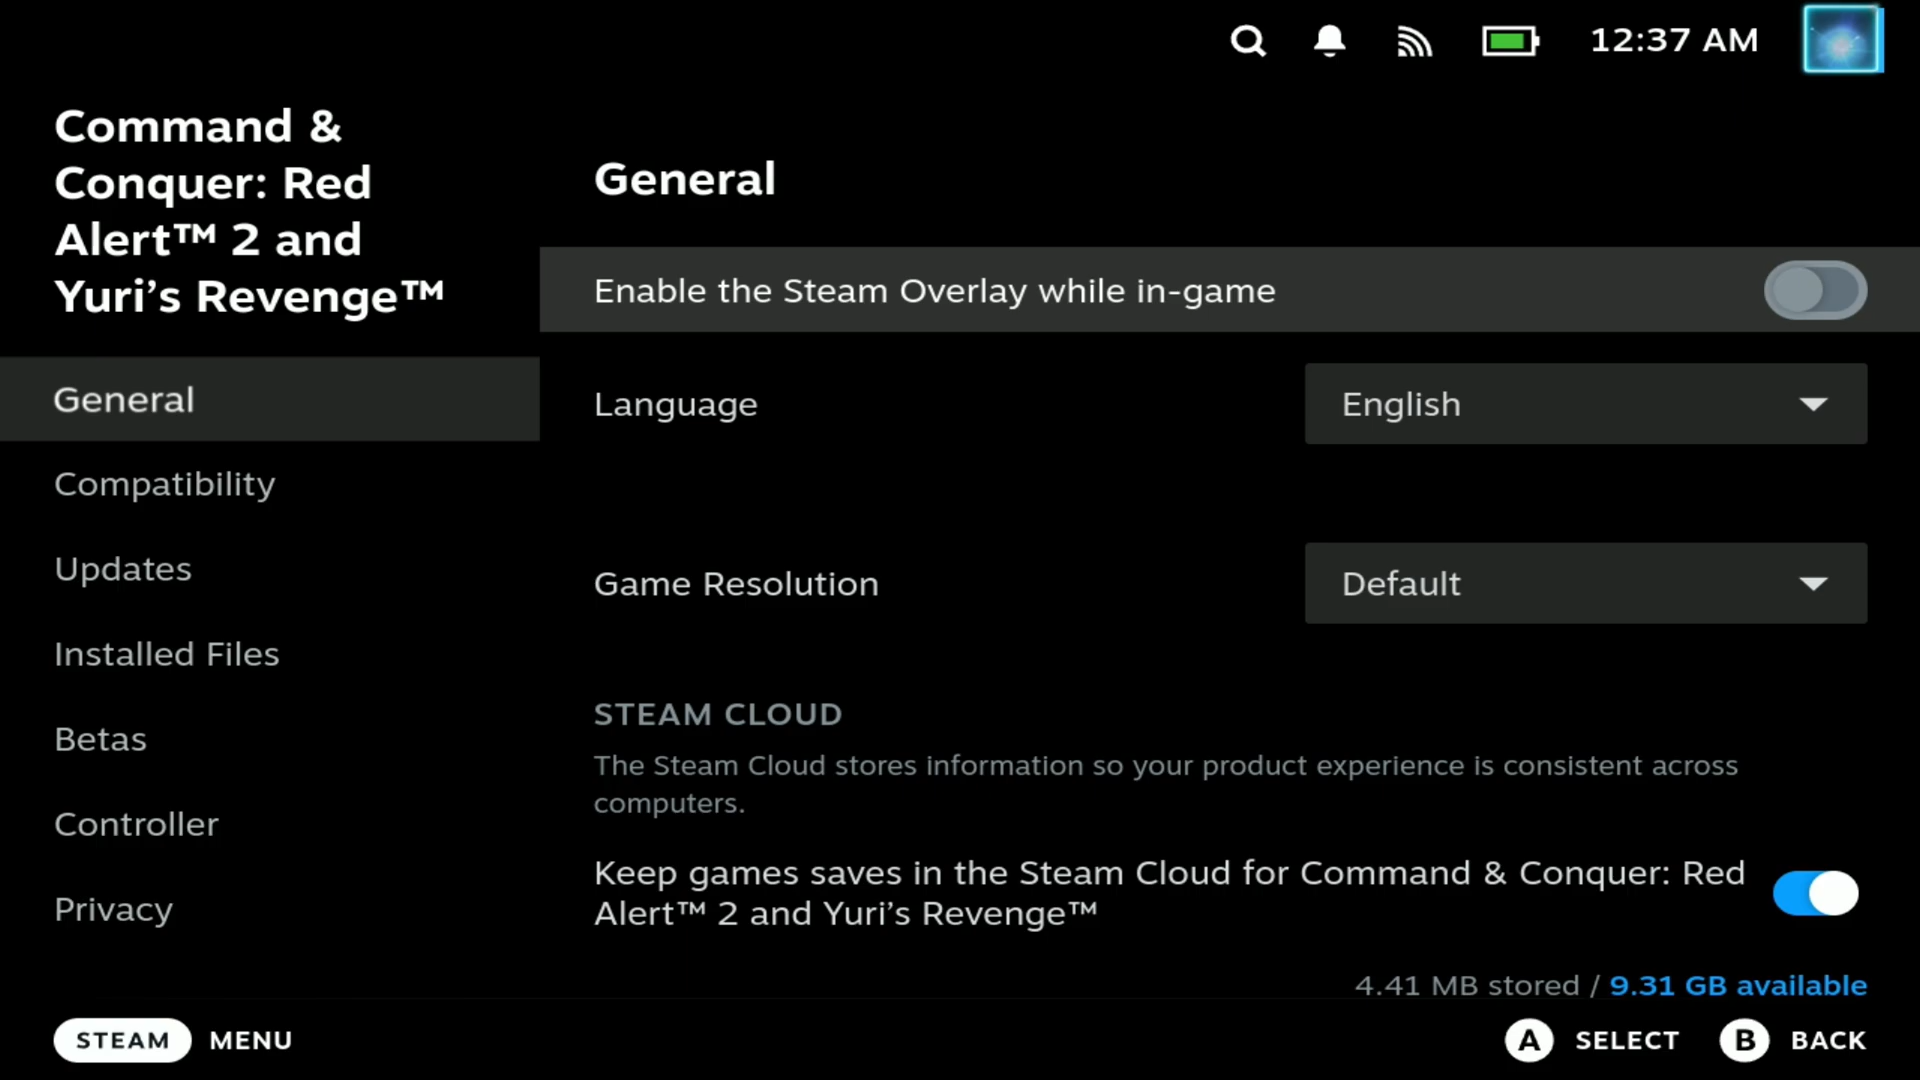 12:37 AM
Command &
Conquer: Red
Alert™ 2 and
Yuri's Revenge™
General
Compatibility
Updates
Installed Files
Betas
Controller
Privacy
General
Enable the Steam Overlay while in-game
Language
English
Game Resolution
Default
STEAM CLOUD
The Steam Cloud stores information so your product experience is consistent across
computers.
Keep games saves in the Steam Cloud for Command & Conquer: Red
Alert™ 2 and Yuri's Revenge™
4.41 MB stored / 9.31 GB available
STEAM MENU
A SELECT B BACK